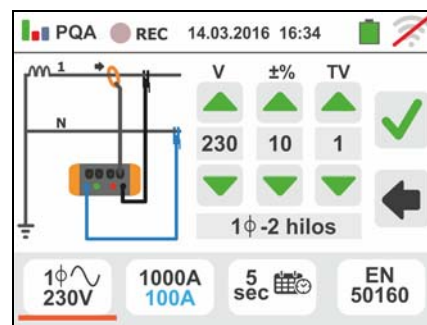 PQA REC 14.03.2016 16:34
1 V ±% TV
N
230 10 1
1ϕ-2 hilos
1ϕ 1000A 5 EN
230V 100A sec 50160